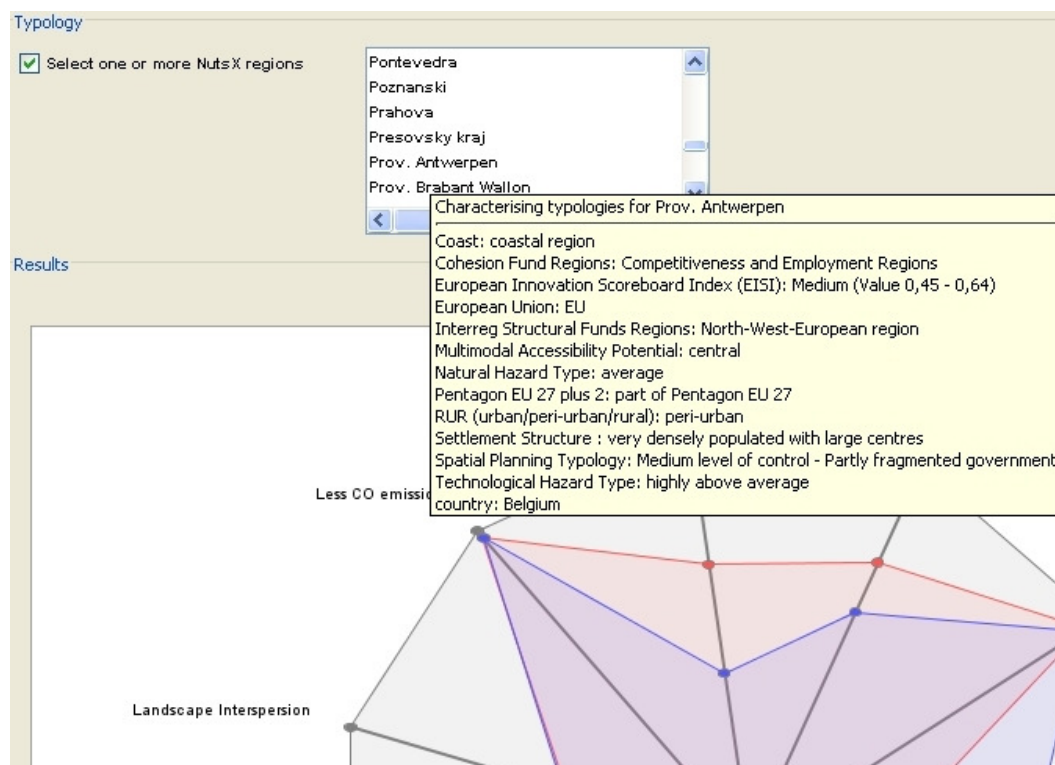 Typology
Select one or more NutsX regions
Pontevedra
Poznanski
Prahova
Presovsky kraj
Prov. Antwerpen
Prov. Brabant Wallon
Characterising typologies for Prov. Antwerpen
Coast: coastal region
Results
Cohesion Fund Regions: Competitiveness and Employment Regions
European Innovation Scoreboard Index (EISI): Medium (Value 0,45 - 0,64)
European Union: EU
Interreg Structural Funds Regions: North-West-European region
Multimodal Accessibility Potential: central
Natural Hazard Type: average
Pentagon EU 27 plus 2: part of Pentagon EU 27
RUR (urban/peri-urban/rural): peri-urban
Settlement Structure : very densely populated with large centres
Spatial Planning Typology: Medium level of control - Partly fragmented government
Technological Hazard Type: highly above average
country: Belgium
Less CO
Landscape Interspersion